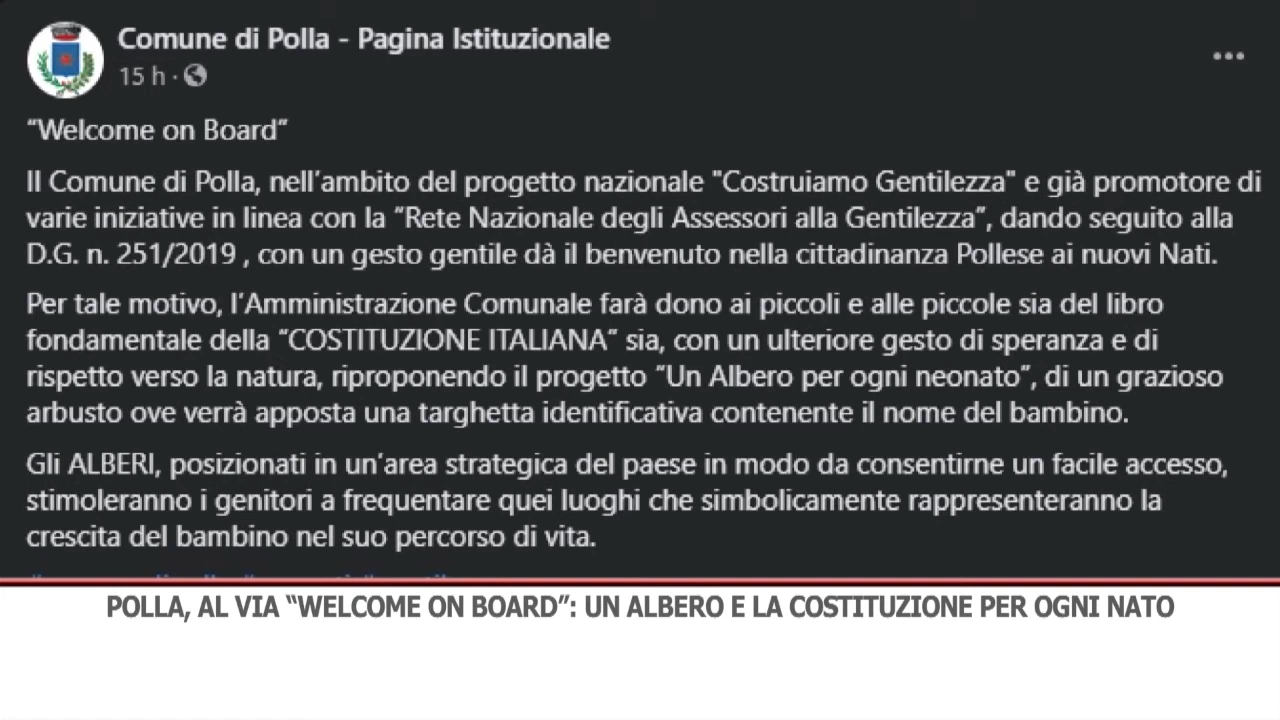 Comune di Polla - Pagina Istituzionale
15 h ·
“Welcome on Board”
Il Comune di Polla, nell’ambito del progetto nazionale "Costruiamo Gentilezza" e già promotore di
varie iniziative in linea con la “Rete Nazionale degli Assessori alla Gentilezza”, dando seguito alla
D.G. n. 251/2019 , con un gesto gentile dà il benvenuto nella cittadinanza Pollese ai nuovi Nati.
Per tale motivo, l’Amministrazione Comunale farà dono ai piccoli e alle piccole sia del libro
fondamentale della “COSTITUZIONE ITALIANA” sia, con un ulteriore gesto di speranza e di
rispetto verso la natura, riproponendo il progetto “Un Albero per ogni neonato”, di un grazioso
arbusto ove verrà apposta una targhetta identificativa contenente il nome del bambino.
Gli ALBERI, posizionati in un’area strategica del paese in modo da consentirne un facile accesso,
stimoleranno i genitori a frequentare quei luoghi che simbolicamente rappresenteranno la
crescita del bambino nel suo percorso di vita.
POLLA, AL VIA “WELCOME ON BOARD”: UN ALBERO E LA COSTITUZIONE PER OGNI NATO